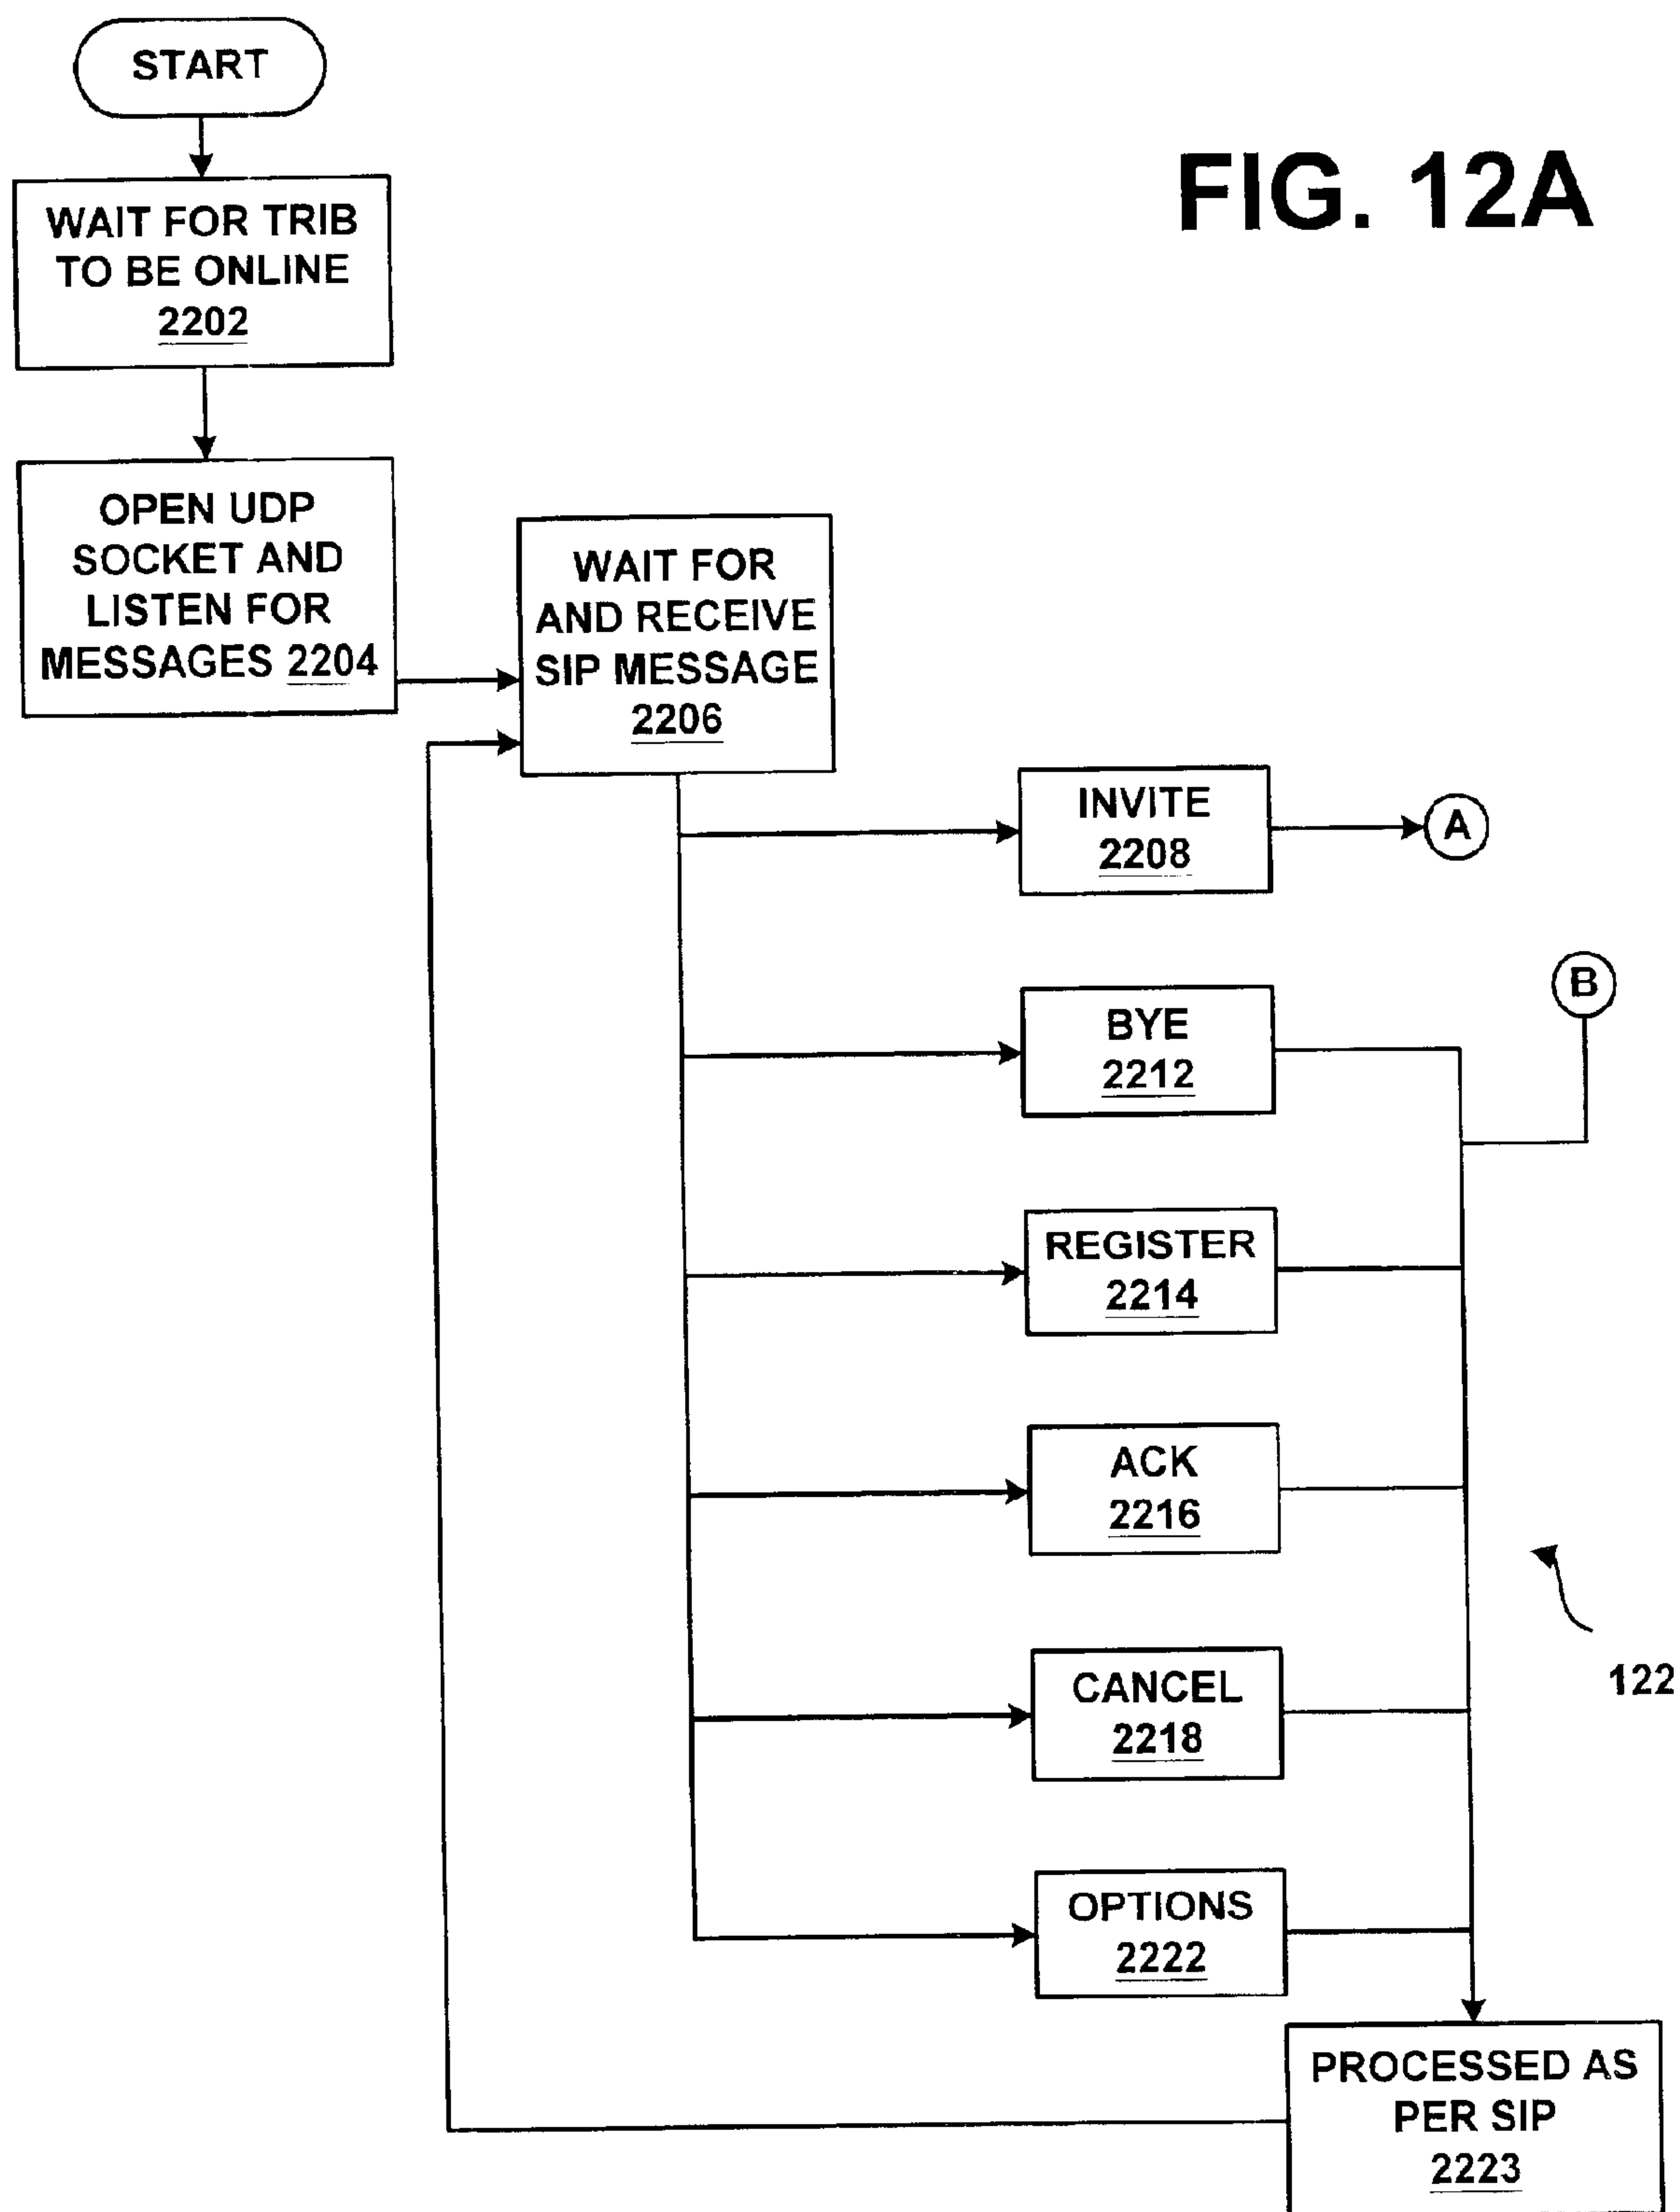 START
FIG. 12A
WAIT FOR TRIB
TO BE ONLINE
2202
OPEN UDP
SOCKET AND
LISTEN FOR
MESSAGES 2204
WAIT FOR
AND RECEIVE
SIP MESSAGE
2206
INVITE
2208
A
B
BYE
2212
REGISTER
2214
ACK
2216
122
CANCEL
2218
OPTIONS
2222
PROCESSED AS
PER SIP
2223